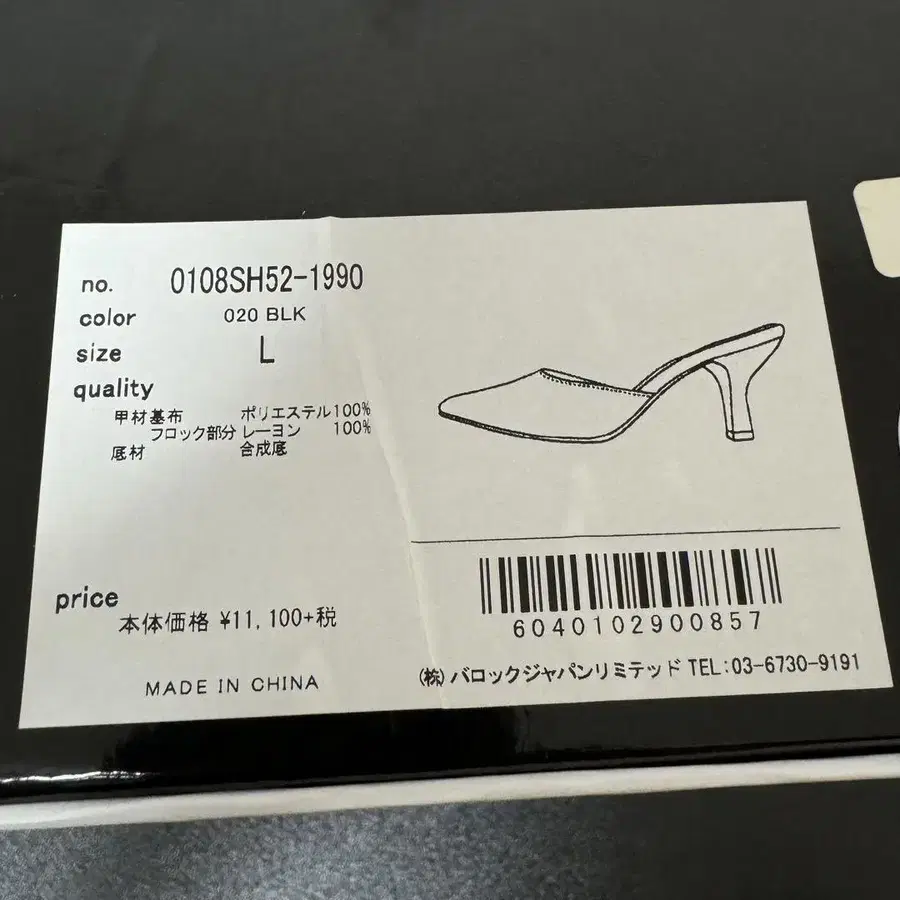 no. 0108SH52-1990
color 020 BLK
size L
quality
甲材基布 ポリエステル100%
フロック部分 レーヨン 100%
底材 合成底
price
本体価格 ¥11,100+税
MADE IN CHINA
6040102900857
(株)バロックジャパンリミテッド TEL:03-6730-9191